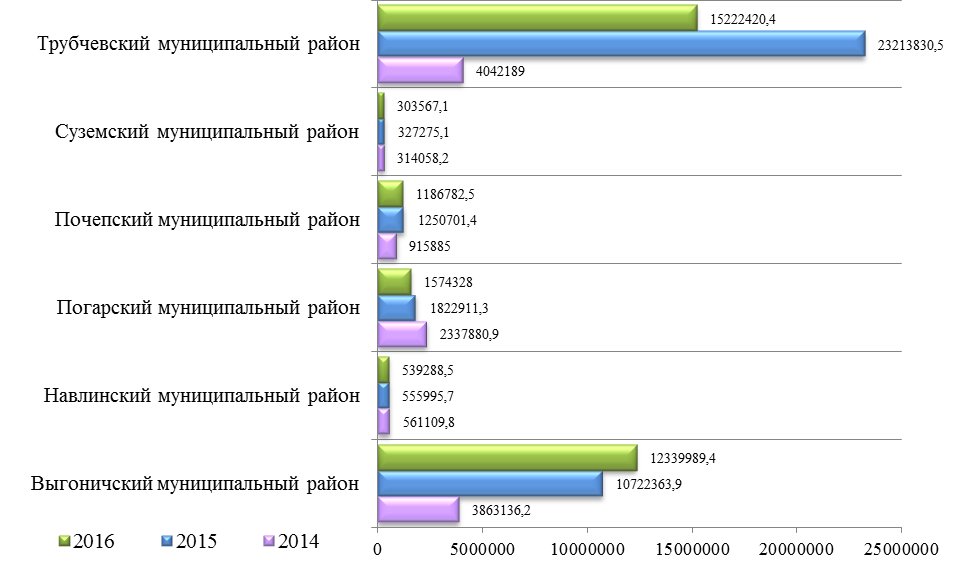 15222420,4
Трубчевский муниципальный район
23213830,5
4042189
303567,1
Суземский муниципальный район
327275,1
314058,2
1186782,5
Почепский муниципальный район
1250701,4
915885
1574328
Погарский муниципальный район
1822911,3
2337880,9
539288,5
Навлинский муниципальный район
555995,7
561109,8
12339989,4
Выгоничский муниципальный район
10722363,9
3863136,2
2016 2015 2014
0 5000000 10000000 15000000 20000000 25000000